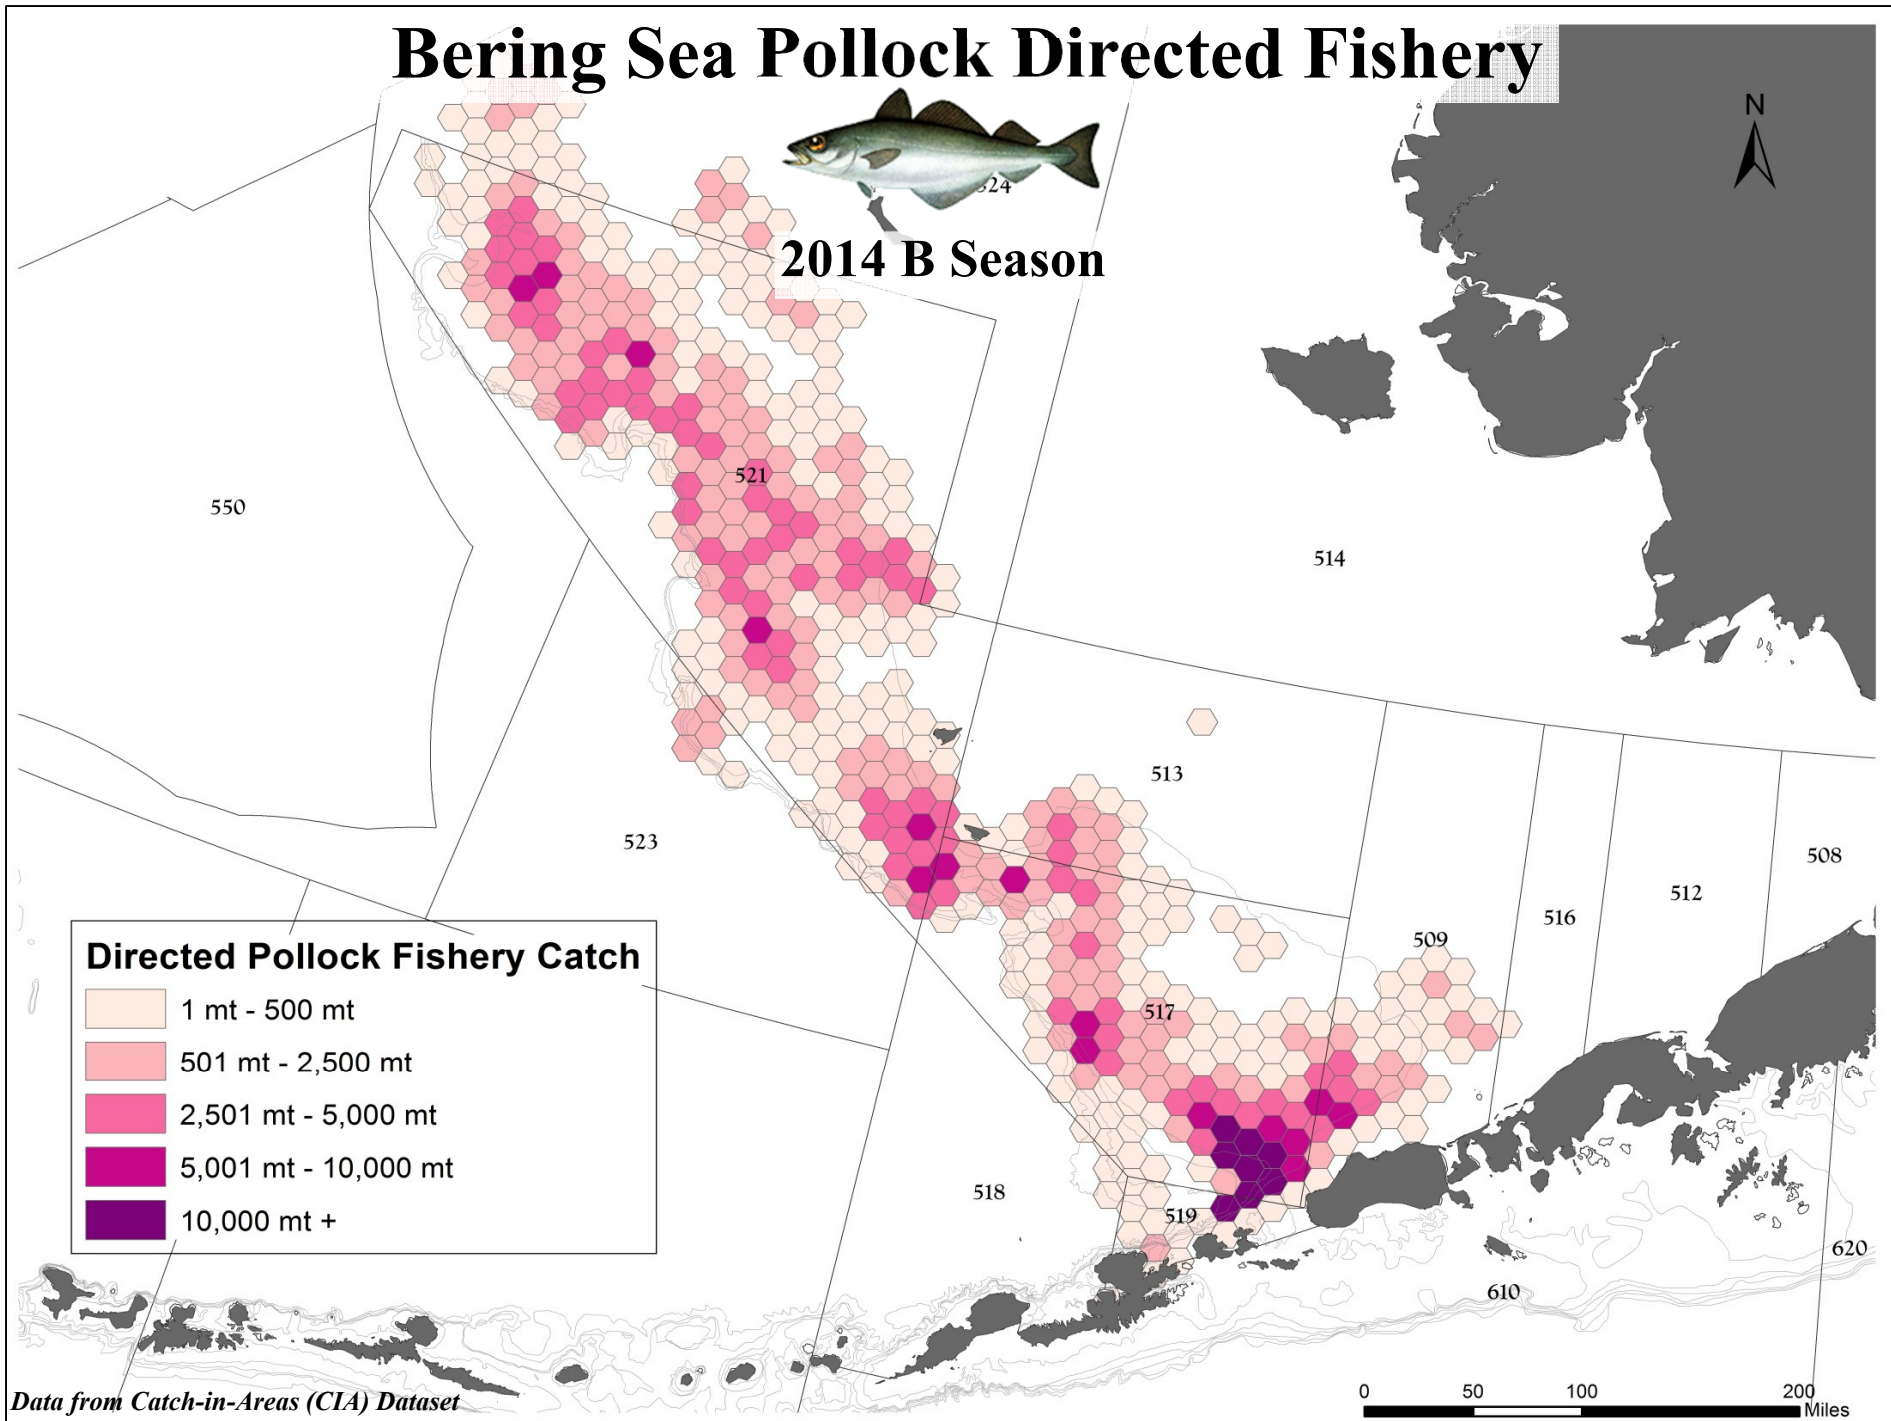 Bering Sea Pollock Directed Fishery
N
524
2014 B Season
521
550
514
513
508
523
512
516
509
Directed Pollock Fishery Catch
1 mt - 500 mt
501 mt - 2,500 mt
2,501 mt - 5,000 mt
5,001 mt - 10,000 mt
10,000 mt +
517
518
519
620
610
Data from Catch-in-Areas (CIA) Dataset
0 50 100 200
Miles